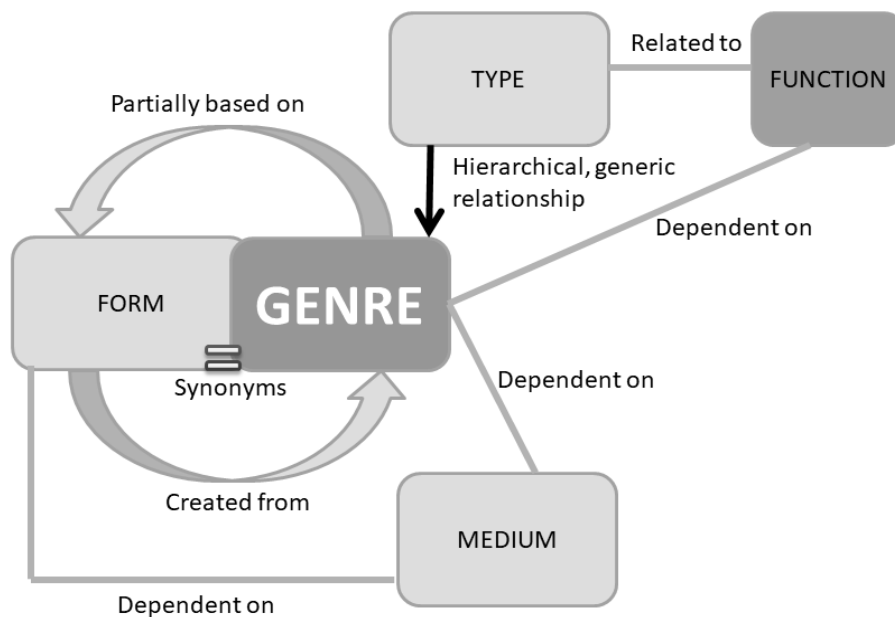 Related to
TYPE
FUNCTION
Partially based on
Hierarchical, generic
relationship
Dependent on
FORM
GENRE
Synonyms
Dependent on
Created from
MEDIUM
Dependent on